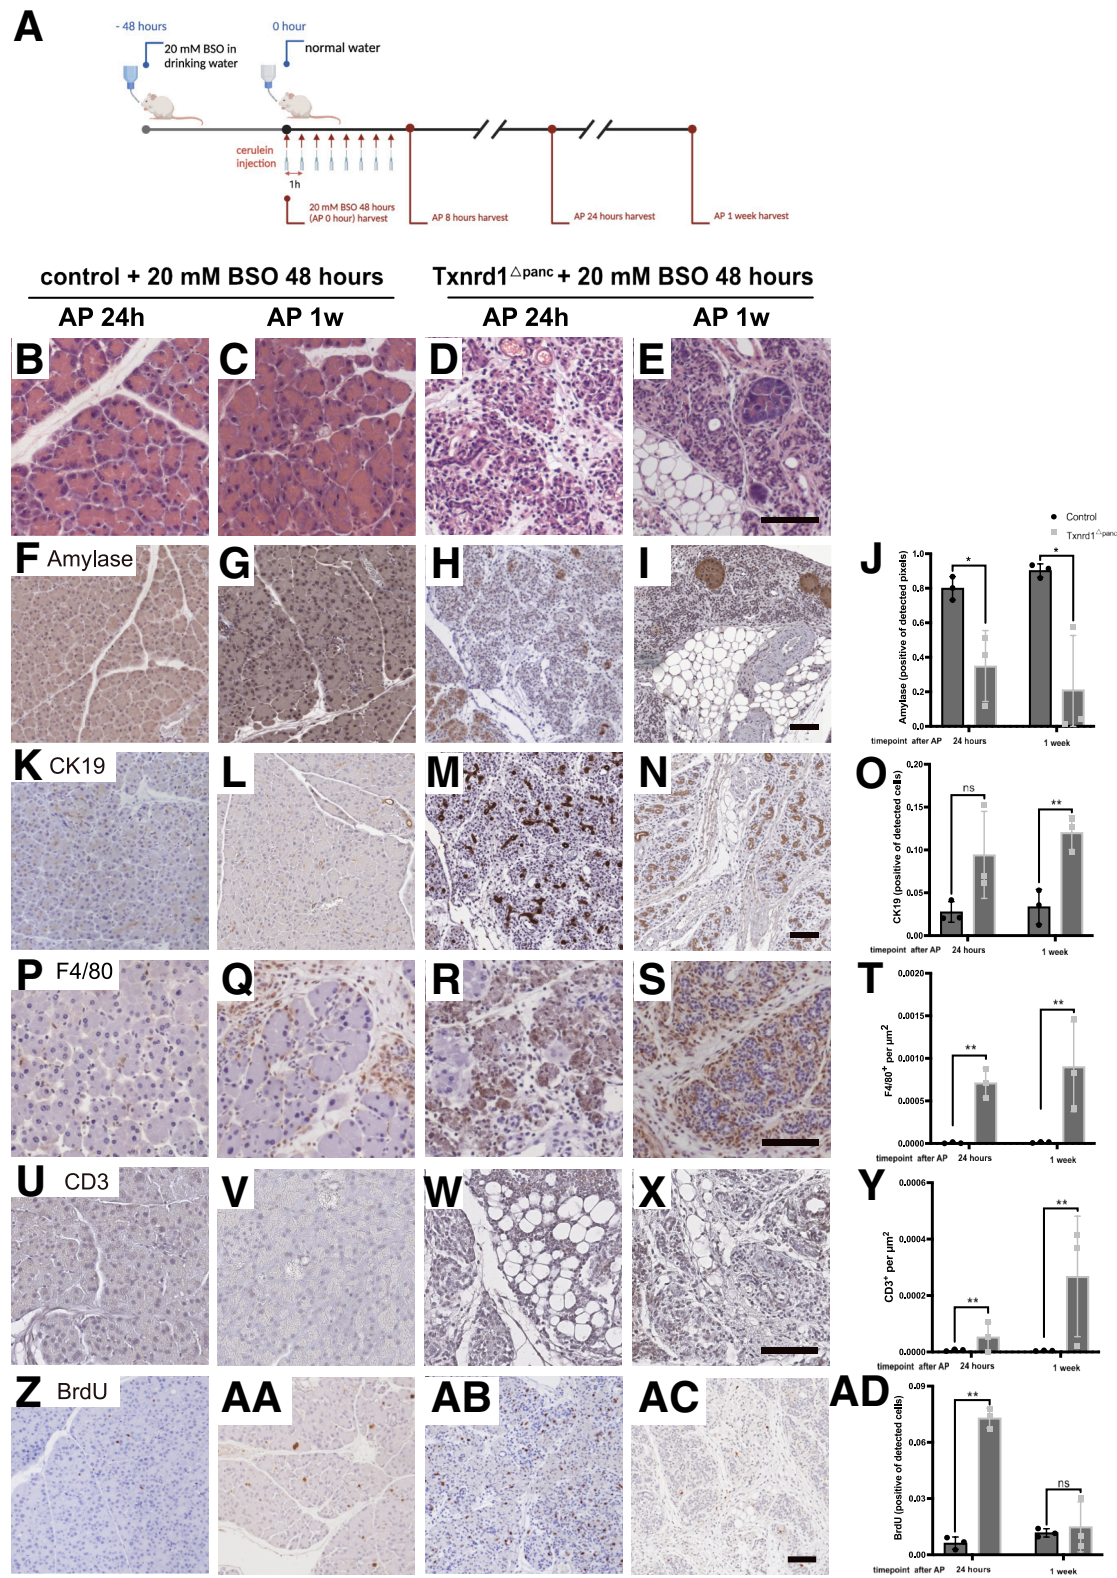 A
- 48 hours
0 hour
20 mM BSO in
drinking water
normal water
cerulein
injection
1h
20 mM BSO 48 hours
(AP 0 hour) harvest
AP 8 hours harvest
AP 24 hours harvest
AP 1 week harvest
control + 20 mM BSO 48 hours
Txnrd1△panc + 20 mM BSO 48 hours
AP 24h
AP 1w
AP 24h
AP 1w
B
C
D
E
Control
Txnrd1△panc
F Amylase
G
H
I
J
Amylase (positive of detected pixels)
1.0
0.8
0.6
0.4
0.2
0.0
*
*
timepoint after AP
24 hours
1 week
K CK19
L
M
N
O
CK19 (positive of detected cells)
0.20
0.15
0.10
0.05
0.00
ns
**
timepoint after AP
24 hours
1 week
P F4/80
Q
R
S
T
F4/80⁺ per μm²
0.0020
0.0015
0.0010
0.0005
0.0000
**
**
timepoint after AP
24 hours
1 week
U CD3
V
W
X
Y
CD3⁺ per μm²
0.0006
0.0004
0.0002
0.0000
**
**
timepoint after AP
24 hours
1 week
Z BrdU
AA
AB
AC
AD
BrdU (positive of detected cells)
0.09
0.06
0.03
0.00
**
ns
timepoint after AP
24 hours
1 week